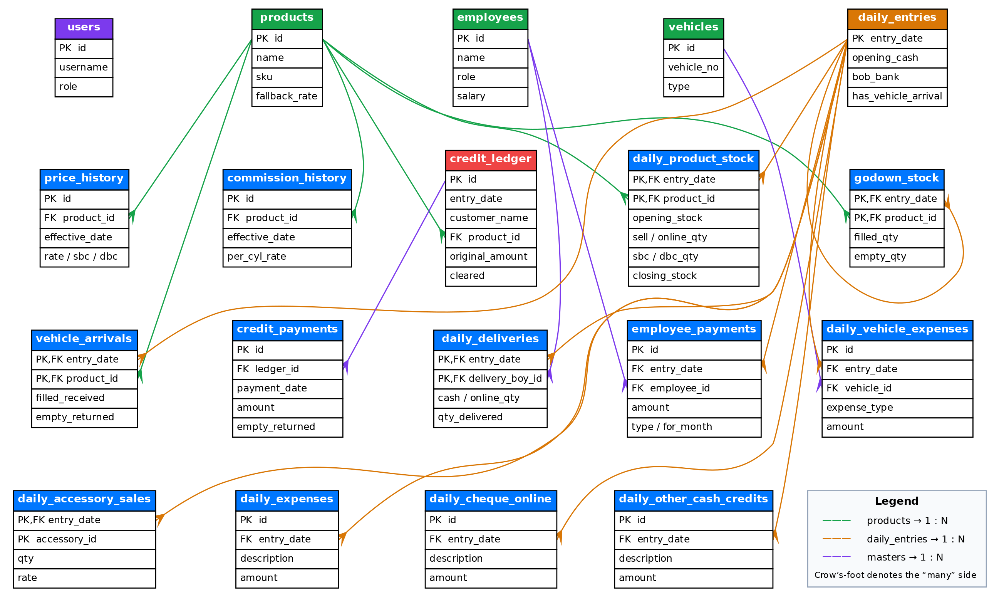 users
PK  id
username
role
products
PK  id
name
sku
fallback_rate
employees
PK  id
name
role
salary
vehicles
PK  id
vehicle_no
type
daily_entries
PK  entry_date
opening_cash
bob_bank
has_vehicle_arrival
price_history
PK  id
FK  product_id
effective_date
rate / sbc / dbc
commission_history
PK  id
FK  product_id
effective_date
per_cyl_rate
credit_ledger
PK  id
entry_date
customer_name
FK  product_id
original_amount
cleared
daily_product_stock
PK,FK entry_date
PK,FK product_id
opening_stock
sell / online_qty
sbc / dbc_qty
closing_stock
godown_stock
PK,FK entry_date
PK,FK product_id
filled_qty
empty_qty
vehicle_arrivals
PK,FK entry_date
PK,FK product_id
filled_received
empty_returned
credit_payments
PK  id
FK  ledger_id
payment_date
amount
empty_returned
daily_deliveries
PK,FK entry_date
PK,FK delivery_boy_id
cash / online_qty
qty_delivered
employee_payments
PK  id
FK  entry_date
FK  employee_id
amount
type / for_month
daily_vehicle_expenses
PK  id
FK  entry_date
FK  vehicle_id
expense_type
amount
daily_accessory_sales
PK,FK entry_date
PK  accessory_id
qty
rate
daily_expenses
PK  id
FK  entry_date
description
amount
daily_cheque_online
PK  id
FK  entry_date
description
amount
daily_other_cash_credits
PK  id
FK  entry_date
description
amount
Legend
products → 1 : N
daily_entries → 1 : N
masters → 1 : N
Crow’s-foot denotes the “many” side